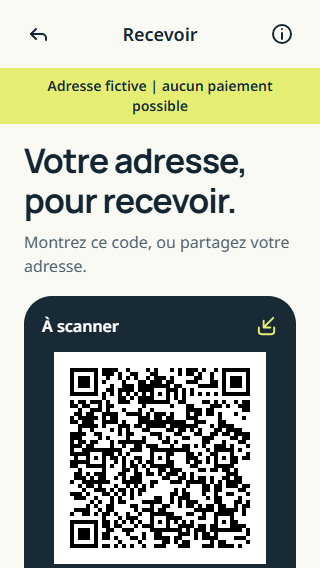 Recevoir
Adresse fictive | aucun paiement
possible
Votre adresse,
pour recevoir.
Montrez ce code, ou partagez votre
adresse.
À scanner